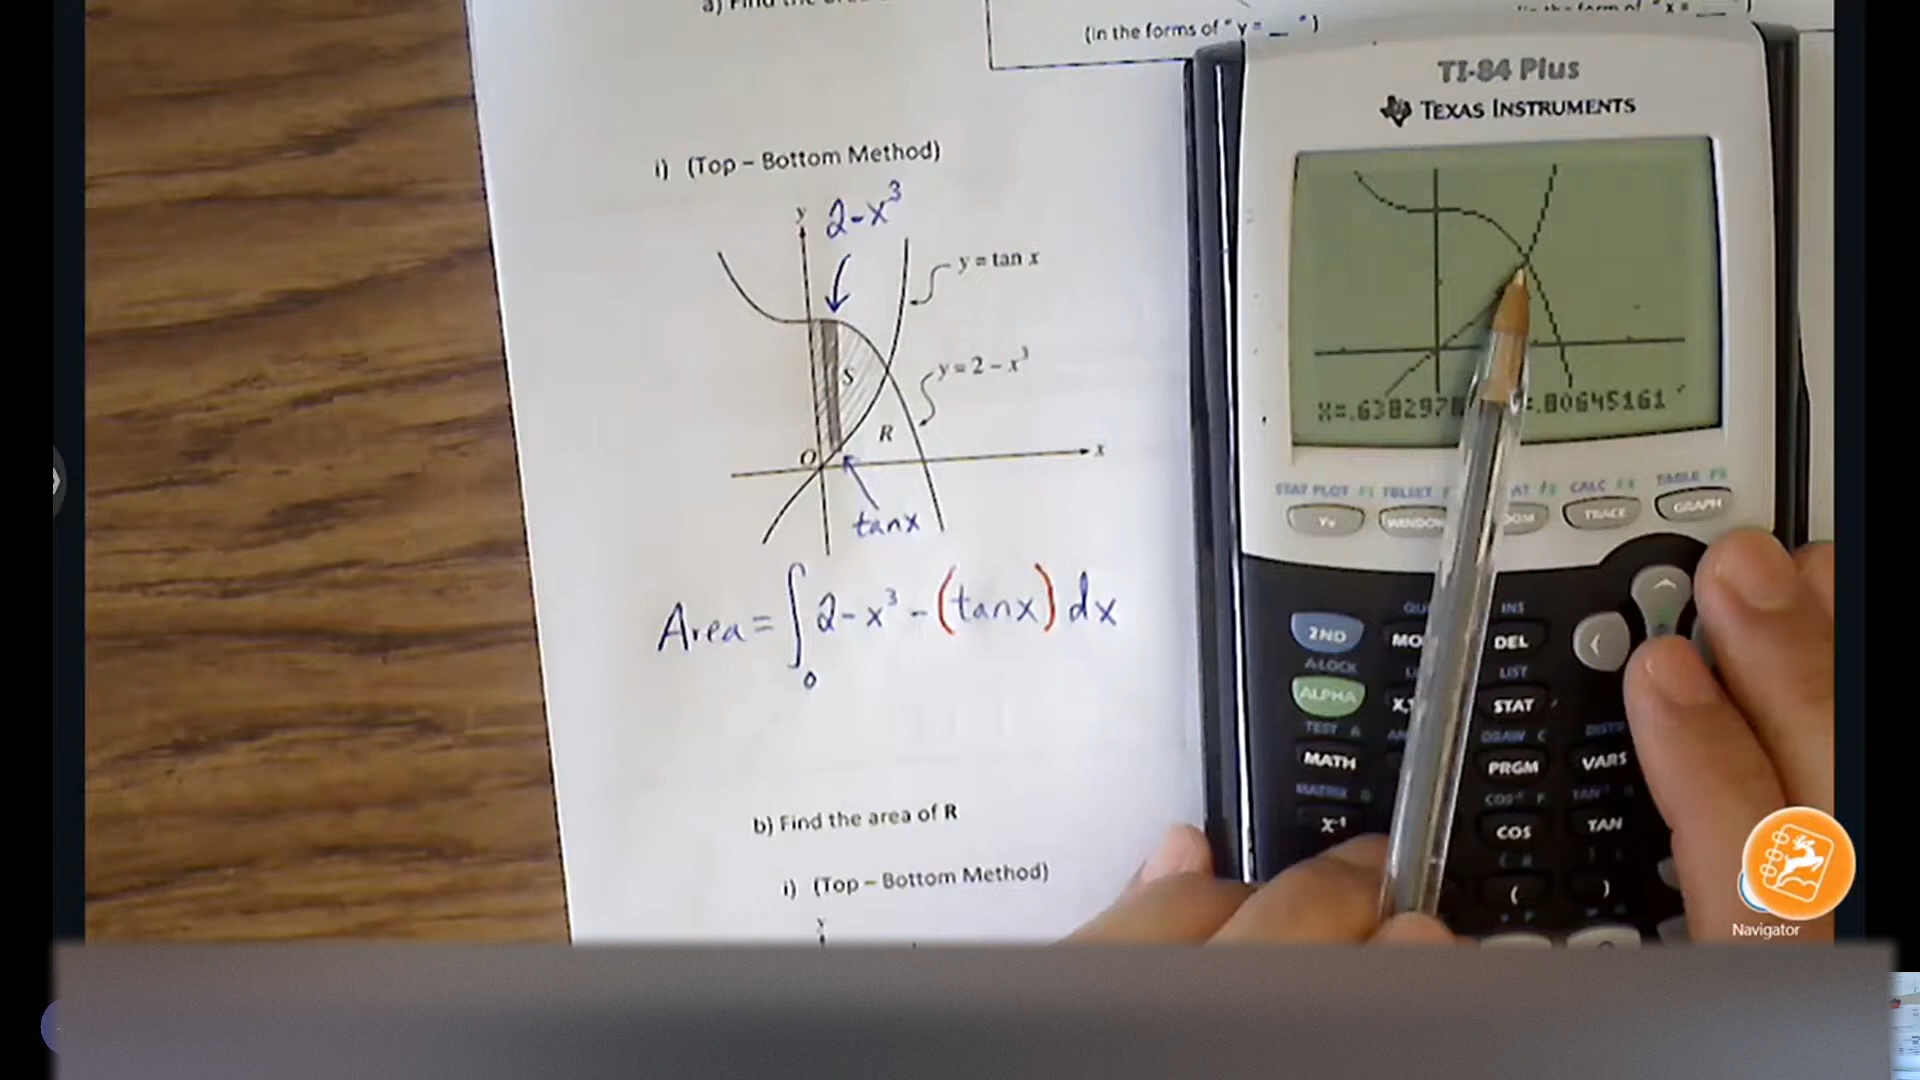 (in the forms of " y = __ " )
TI-84 Plus
TEXAS INSTRUMENTS
i) (Top – Bottom Method)
y
2-x³
y = tan x
S
y = 2 – x³
R
O
x
tanx
X=.638297 =.80645161
STAT PLOT F1 TBLSET CALC F4 TABLE F5
Y= WINDOW TRACE GRAPH
Area = ∫ 2-x³ - (tanx) dx
0
INS
2ND DEL
A-LOCK LIST
ALPHA STAT
TEST A DRAW C
MATH PRGM VARS
b) Find the area of R
COS TAN
x⁻¹
i) (Top – Bottom Method)
( )
y
Navigator